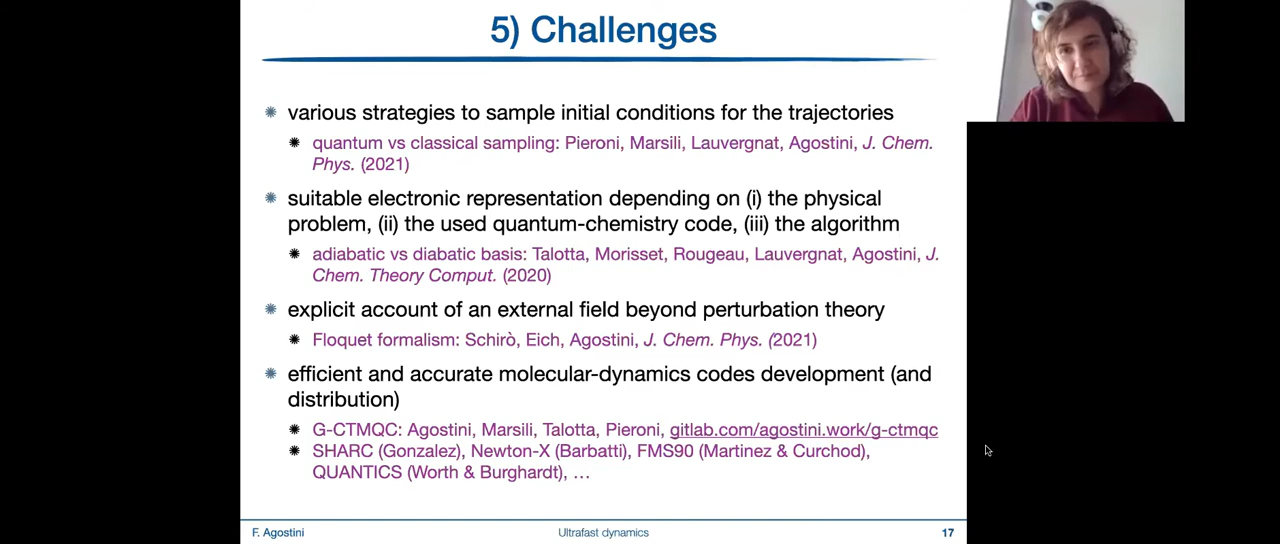 5) Challenges
various strategies to sample initial conditions for the trajectories
quantum vs classical sampling: Pieroni, Marsili, Lauvergnat, Agostini, J. Chem.
Phys. (2021)
suitable electronic representation depending on (i) the physical
problem, (ii) the used quantum-chemistry code, (iii) the algorithm
adiabatic vs diabatic basis: Talotta, Morisset, Rougeau, Lauvergnat, Agostini, J.
Chem. Theory Comput. (2020)
explicit account of an external field beyond perturbation theory
Floquet formalism: Schirò, Eich, Agostini, J. Chem. Phys. (2021)
efficient and accurate molecular-dynamics codes development (and
distribution)
G-CTMQC: Agostini, Marsili, Talotta, Pieroni, gitlab.com/agostini.work/g-ctmqc
SHARC (Gonzalez), Newton-X (Barbatti), FMS90 (Martinez & Curchod),
QUANTICS (Worth & Burghardt), …
F. Agostini
Ultrafast dynamics
17